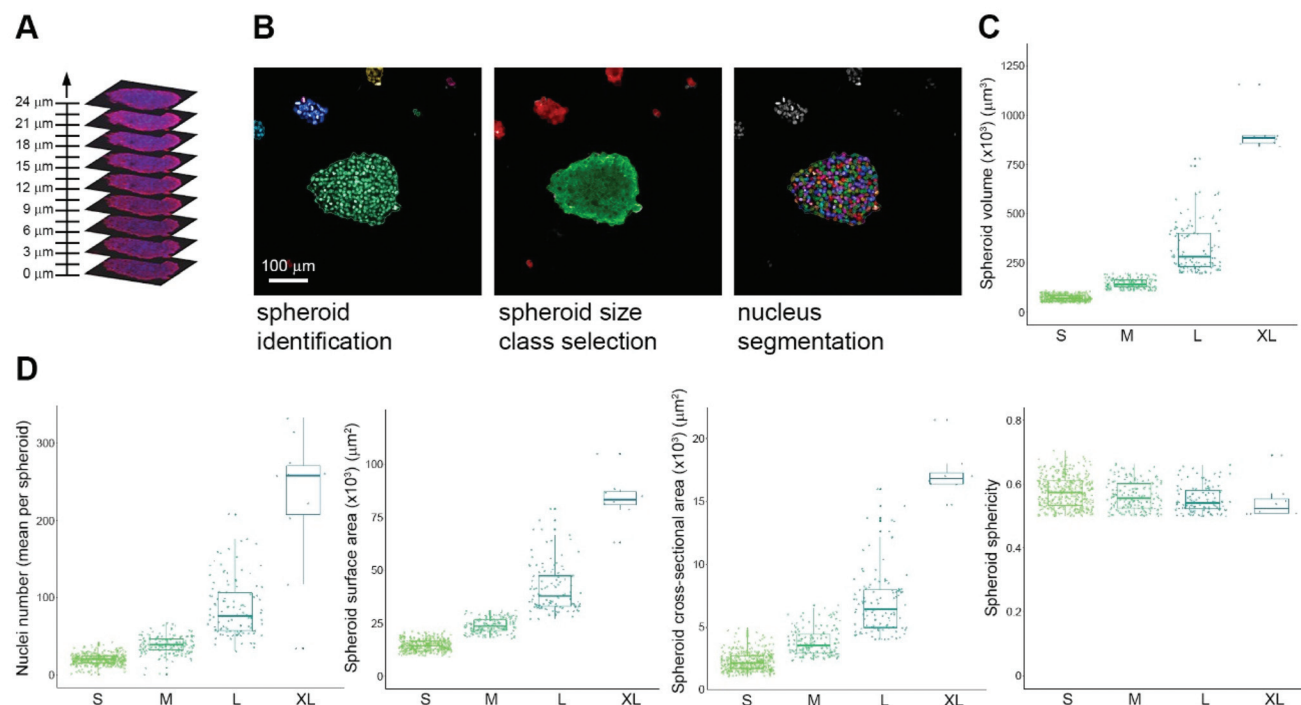 A
24 μm
21 μm
18 μm
15 μm
12 μm
9 μm
6 μm
3 μm
0 μm
B
100 μm
spheroid
identification
spheroid size
class selection
nucleus
segmentation
C
Spheroid volume (x10³) (μm³)
1250
1000
750
500
250
0
S M L XL
D
Nuclei number (mean per spheroid)
300
200
100
0
S M L XL
Spheroid surface area (x10³) (μm²)
100
75
50
25
0
S M L XL
Spheroid cross-sectional area (x10³) (μm²)
20
15
10
5
0
S M L XL
Spheroid sphericity
0.8
0.6
0.4
0.2
0
S M L XL